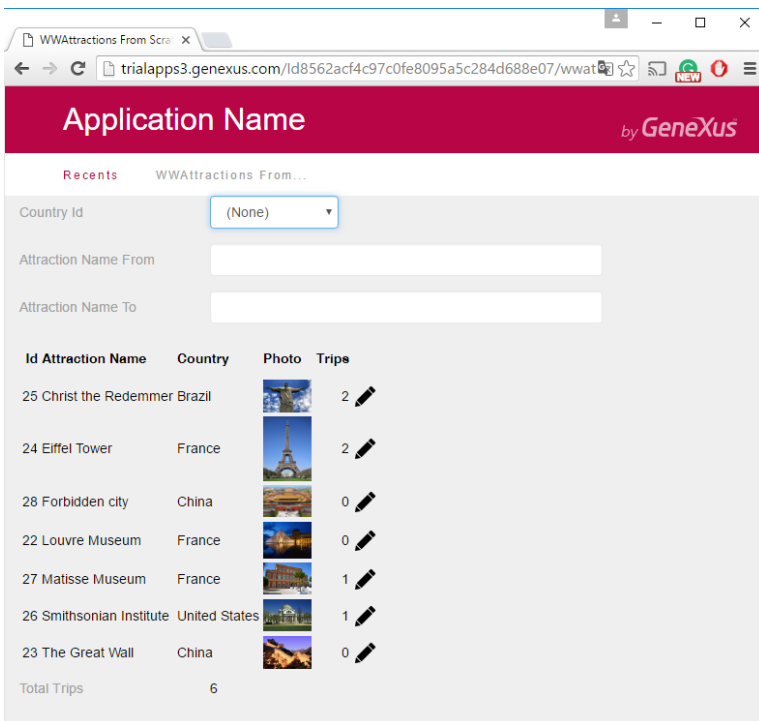 WWAttractions From Scra
trialapps3.genexus.com/Id8562acf4c97c0fe8095a5c284d688e07/wwat
NEW
Application Name
by GeneXus
Recents WWAttractions From...
Country Id (None)
Attraction Name From
Attraction Name To
Id Attraction Name Country Photo Trips
25 Christ the Redemmer Brazil 2
24 Eiffel Tower France 2
28 Forbidden city China 0
22 Louvre Museum France 0
27 Matisse Museum France 1
26 Smithsonian Institute United States 1
23 The Great Wall China 0
Total Trips 6